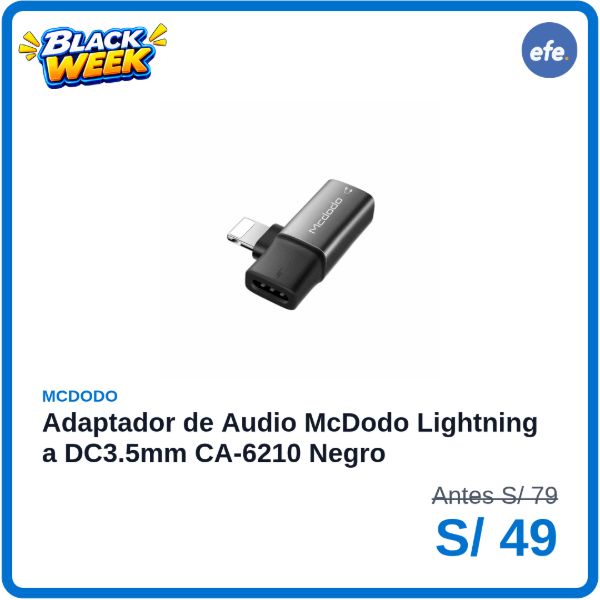 BLACK
WEEK
efe.
Mcdodo
MCDODO
Adaptador de Audio McDodo Lightning
a DC3.5mm CA-6210 Negro
Antes S/ 79
S/ 49